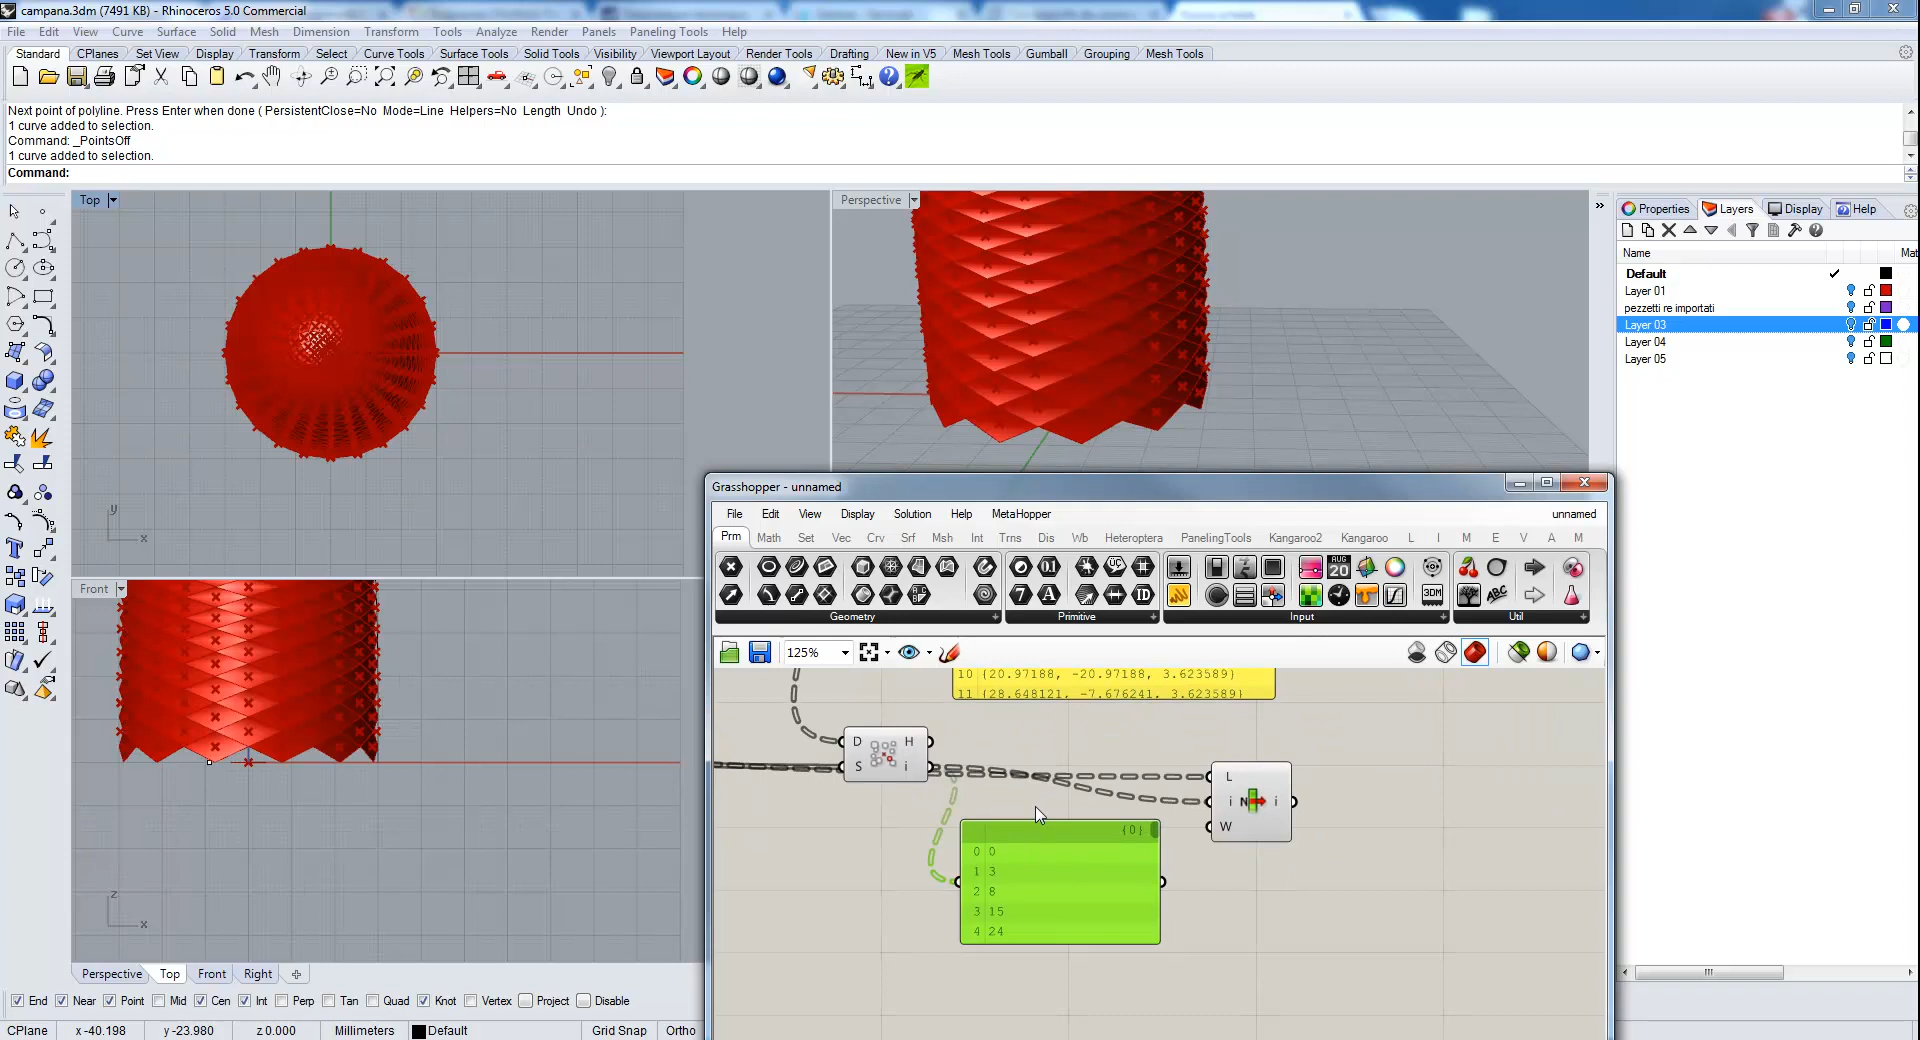 campana.3dm (7491 KB) - Rhinoceros 5.0 Commercial
File Edit View Curve Surface Solid Mesh Dimension Transform Tools Analyze Render Panels Paneling Tools Help
Standard CPlanes Set View Display Transform Select Curve Tools Surface Tools Solid Tools Visibility Viewport Layout Render Tools Drafting New in V5 Mesh Tools Gumball Grouping Mesh Tools
Next point of polyline. Press Enter when done ( PersistentClose=No Mode=Line Helpers=No Length Undo ):
1 curve added to selection.
Command: _PointsOff
1 curve added to selection.
Command:
Top
Perspective
» Properties Layers Display Help
Name Mat
Default
Layer 01
pezzetti re importati
Layer 03
Layer 04
Layer 05
y
x
Front
z
x
Grasshopper - unnamed
File Edit View Display Solution Help MetaHopper unnamed
Prm Math Set Vec Crv Srf Msh Int Trns Dis Wb Heteroptera PanelingTools Kangaroo2 Kangaroo L I M E V A M
Geometry Primitive Input Util
125%
10 {20.97188, -20.97188, 3.623589}
11 {28.648121, -7.676241, 3.623589}
D H
S i
L
i N i
W
{0}
0 0
1 3
2 8
3 15
4 24
Perspective Top Front Right
End Near Point Mid Cen Int Perp Tan Quad Knot Vertex Project Disable
CPlane x -40.198 y -23.980 z 0.000 Millimeters Default Grid Snap Ortho